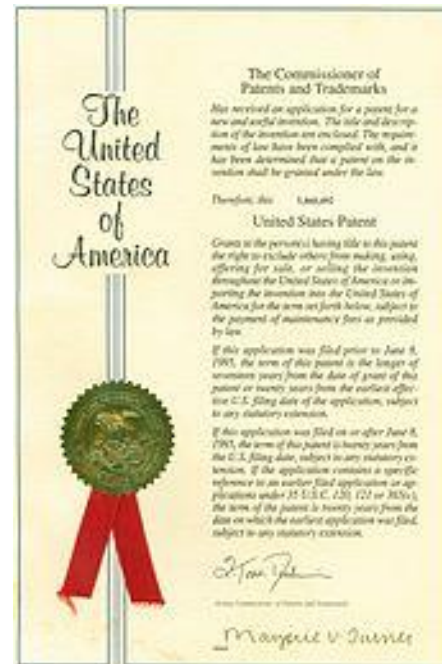 The
United
States
of
America
The Commissioner of
Patents and Trademarks
Has received an application for a patent for a
new and useful invention. The title and descrip-
tion of the invention are enclosed. The require-
ments of law have been complied with, and it
has been determined that a patent on the in-
vention shall be granted under the law.
Therefore, this
United States Patent
Grants to the person(s) having title to this patent
the right to exclude others from making, using,
offering for sale, or selling the invention
throughout the United States of America or im-
porting the invention into the United States of
America for the term set forth below, subject to
the payment of maintenance fees as provided
by law.
If this application was filed prior to June 8,
1995, the term of this patent is the longer of
seventeen years from the date of grant of this
patent or twenty years from the earliest effec-
tive U.S. filing date of the application, subject
to any statutory extension.
If this application was filed on or after June 8,
1995, the term of this patent is twenty years from
the U.S. filing date, subject to any statutory ex-
tension. If the application contains a specific
reference to an earlier filed application or ap-
plications under 35 U.S.C. 120, 121 or 365(c),
the term of the patent is twenty years from the
date on which the earliest application was filed,
subject to any statutory extension.
Commissioner of Patents and Trademarks
Marjorie V. Turner